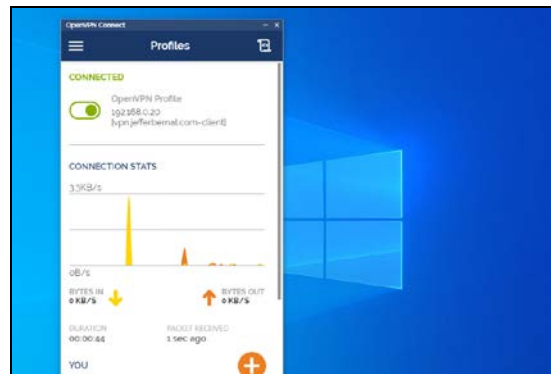 OpenVPN Connect
Profiles
CONNECTED
OpenVPN Profile
192.168.0.20
[vpn.jefferbernal.com-client]
CONNECTION STATS
3.3KB/s
0B/s
BYTES IN
0 KB/S
BYTES OUT
0 KB/S
DURATION
00:00:44
PACKET RECEIVED
1 sec ago
YOU